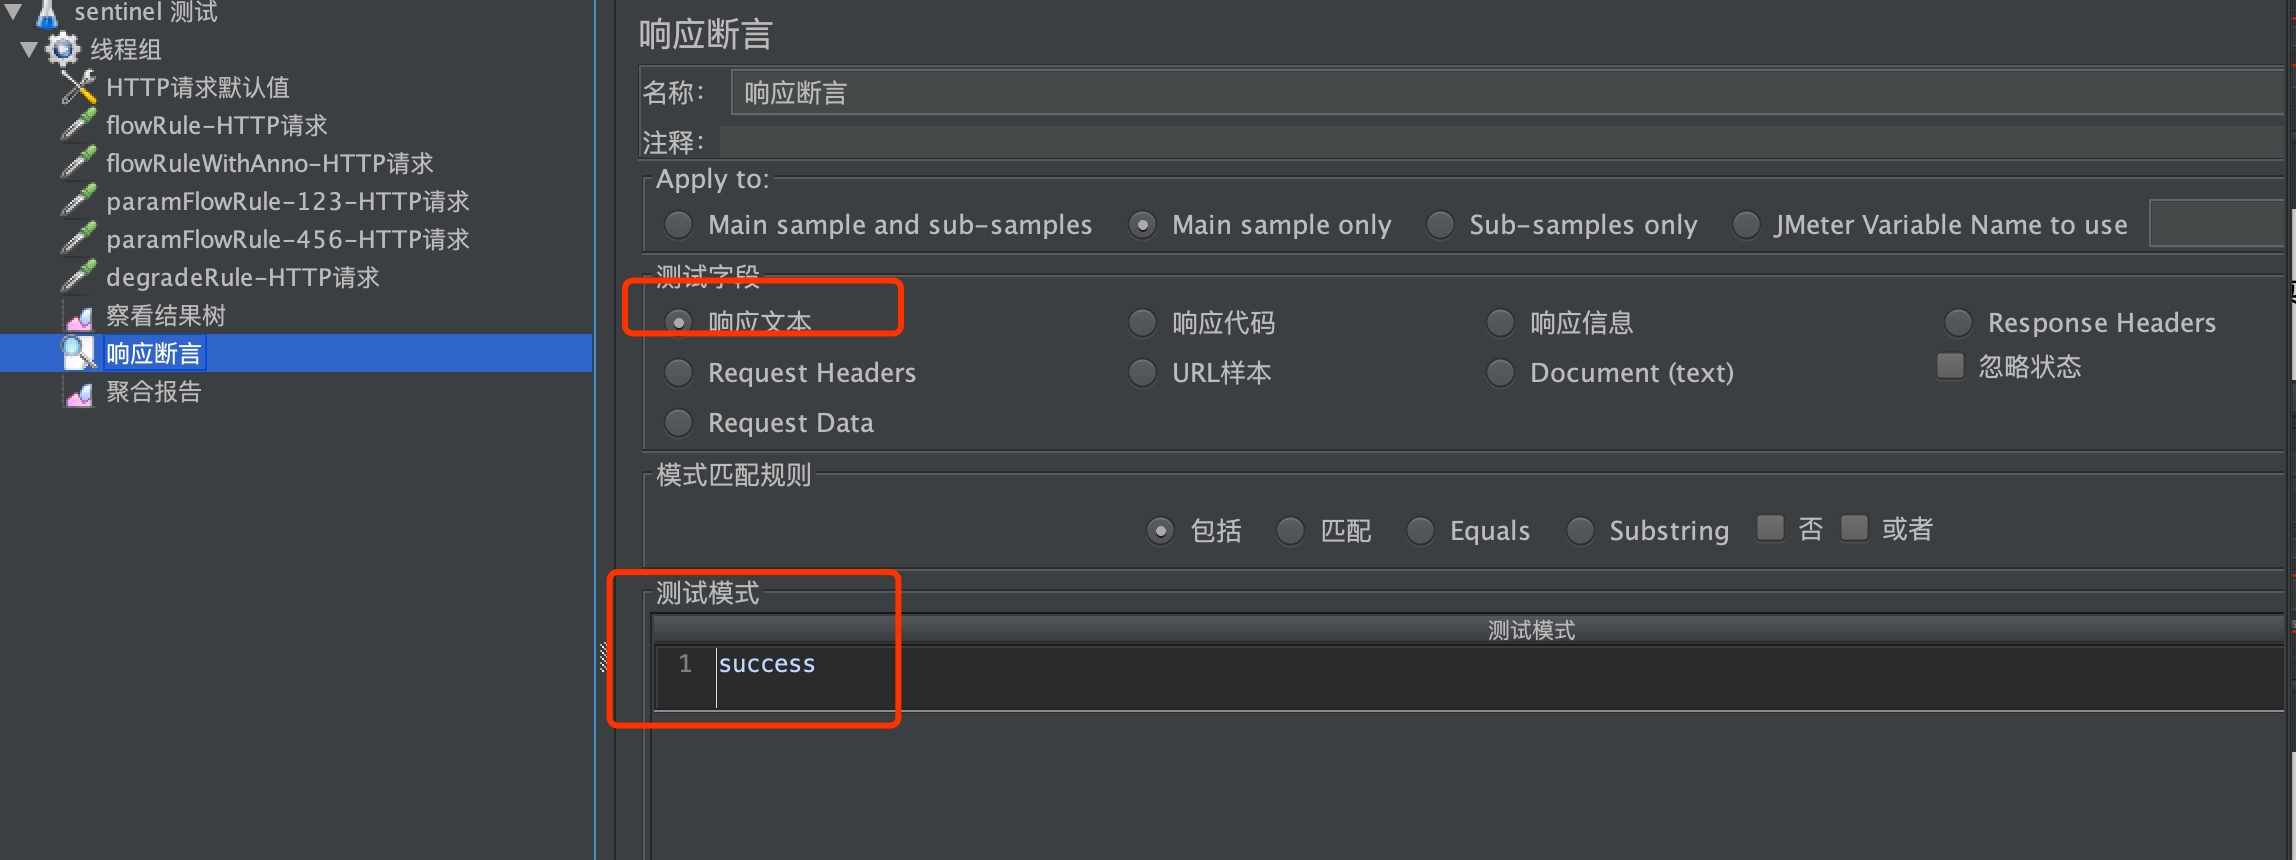 sentinel 测试
线程组
HTTP请求默认值
flowRule-HTTP请求
flowRuleWithAnno-HTTP请求
paramFlowRule-123-HTTP请求
paramFlowRule-456-HTTP请求
degradeRule-HTTP请求
察看结果树
响应断言
聚合报告
响应断言
名称： 响应断言
注释：
Apply to:
Main sample and sub-samples Main sample only Sub-samples only JMeter Variable Name to use
测试字段
响应文本 响应代码 响应信息 Response Headers
Request Headers URL样本 Document (text) 忽略状态
Request Data
模式匹配规则
包括 匹配 Equals Substring 否 或者
测试模式
测试模式
1 success